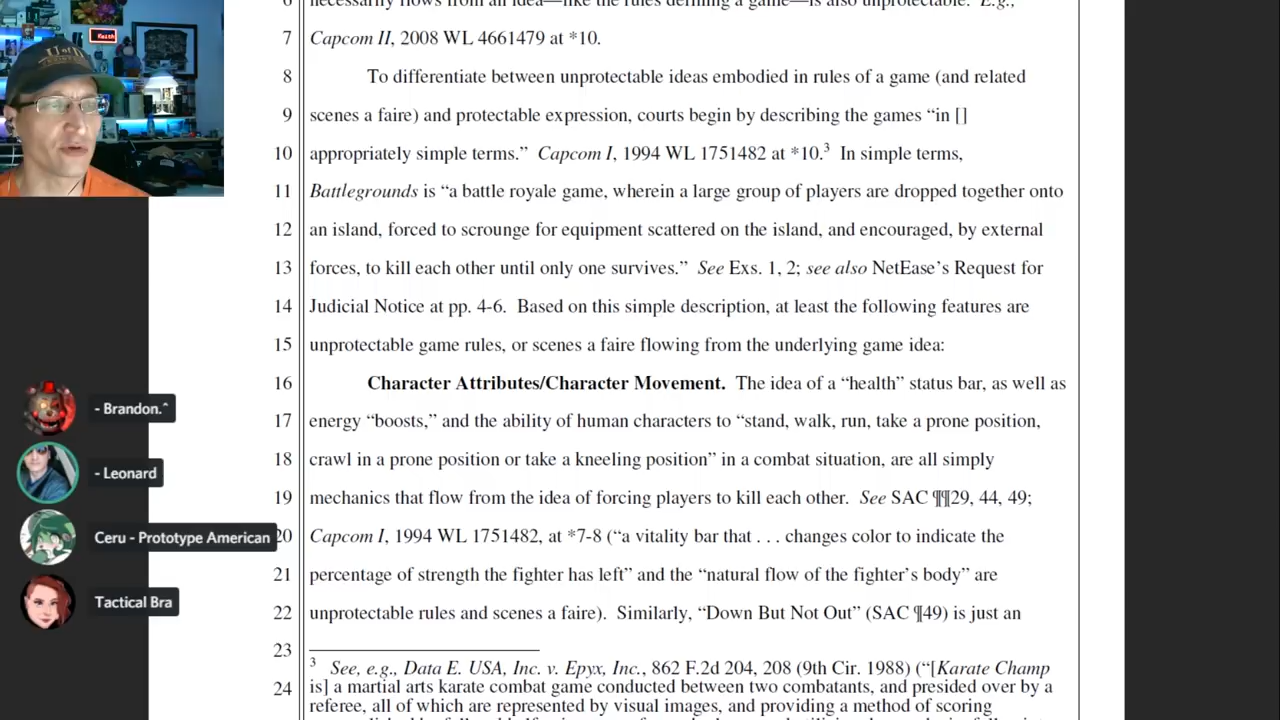 6 necessarily flows from an idea—like the rules defining a game—is also unprotectable. E.g.,
7 Capcom II, 2008 WL 4661479 at *10.
8 To differentiate between unprotectable ideas embodied in rules of a game (and related
9 scenes a faire) and protectable expression, courts begin by describing the games “in []
10 appropriately simple terms.” Capcom I, 1994 WL 1751482 at *10.3 In simple terms,
11 Battlegrounds is “a battle royale game, wherein a large group of players are dropped together onto
12 an island, forced to scrounge for equipment scattered on the island, and encouraged, by external
13 forces, to kill each other until only one survives.” See Exs. 1, 2; see also NetEase’s Request for
14 Judicial Notice at pp. 4-6. Based on this simple description, at least the following features are
15 unprotectable game rules, or scenes a faire flowing from the underlying game idea:
16 Character Attributes/Character Movement. The idea of a “health” status bar, as well as
17 energy “boosts,” and the ability of human characters to “stand, walk, run, take a prone position,
18 crawl in a prone position or take a kneeling position” in a combat situation, are all simply
19 mechanics that flow from the idea of forcing players to kill each other. See SAC ¶¶29, 44, 49;
20 Capcom I, 1994 WL 1751482, at *7-8 (“a vitality bar that . . . changes color to indicate the
21 percentage of strength the fighter has left” and the “natural flow of the fighter’s body” are
22 unprotectable rules and scenes a faire). Similarly, “Down But Not Out” (SAC ¶49) is just an
23
3 See, e.g., Data E. USA, Inc. v. Epyx, Inc., 862 F.2d 204, 208 (9th Cir. 1988) (“[Karate Champ
24 is] a martial arts karate combat game conducted between two combatants, and presided over by a
referee, all of which are represented by visual images, and providing a method of scoring
Keith
- Brandon.^
- Leonard
Ceru - Prototype American
Tactical Bra